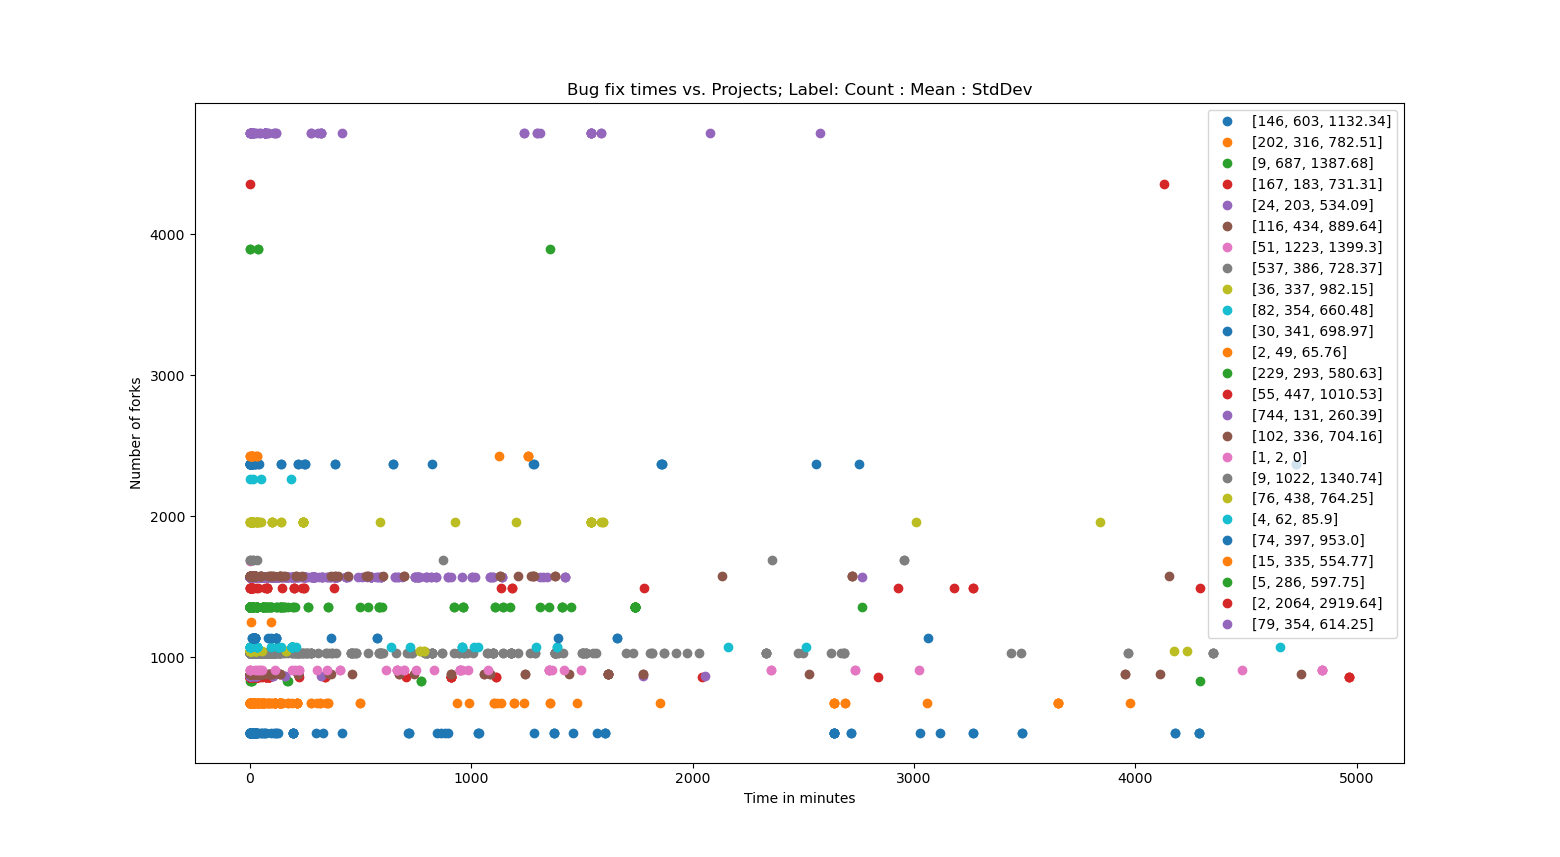 Bug fix times vs. Projects; Label: Count : Mean : StdDev
[146, 603, 1132.34]
[202, 316, 782.51]
[9, 687, 1387.68]
[167, 183, 731.31]
[24, 203, 534.09]
[116, 434, 889.64]
[51, 1223, 1399.3]
[537, 386, 728.37]
[36, 337, 982.15]
[82, 354, 660.48]
[30, 341, 698.97]
[2, 49, 65.76]
[229, 293, 580.63]
[55, 447, 1010.53]
[744, 131, 260.39]
[102, 336, 704.16]
[1, 2, 0]
[9, 1022, 1340.74]
[76, 438, 764.25]
[4, 62, 85.9]
[74, 397, 953.0]
[15, 335, 554.77]
[5, 286, 597.75]
[2, 2064, 2919.64]
[79, 354, 614.25]
Number of forks
4000
3000
2000
1000
0 1000 2000 3000 4000 5000
Time in minutes